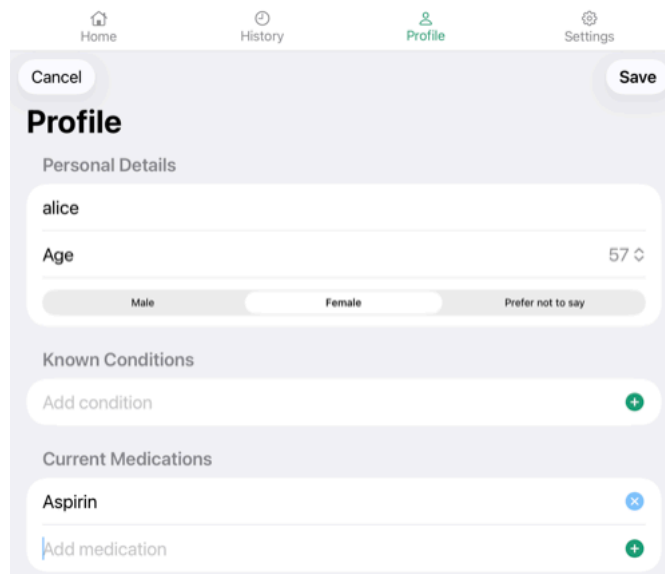 Home History Profile Settings
Cancel Save
Profile
Personal Details
alice
Age 57
Male Female Prefer not to say
Known Conditions
Add condition
Current Medications
Aspirin
Add medication